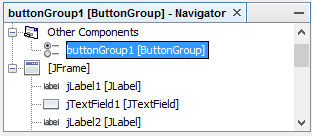 buttonGroup1 [ButtonGroup] - Navigator
Other Components
buttonGroup1 [ButtonGroup]
[JFrame]
label jLabel1 [JLabel]
jTextField1 [JTextField]
label jLabel2 [JLabel]